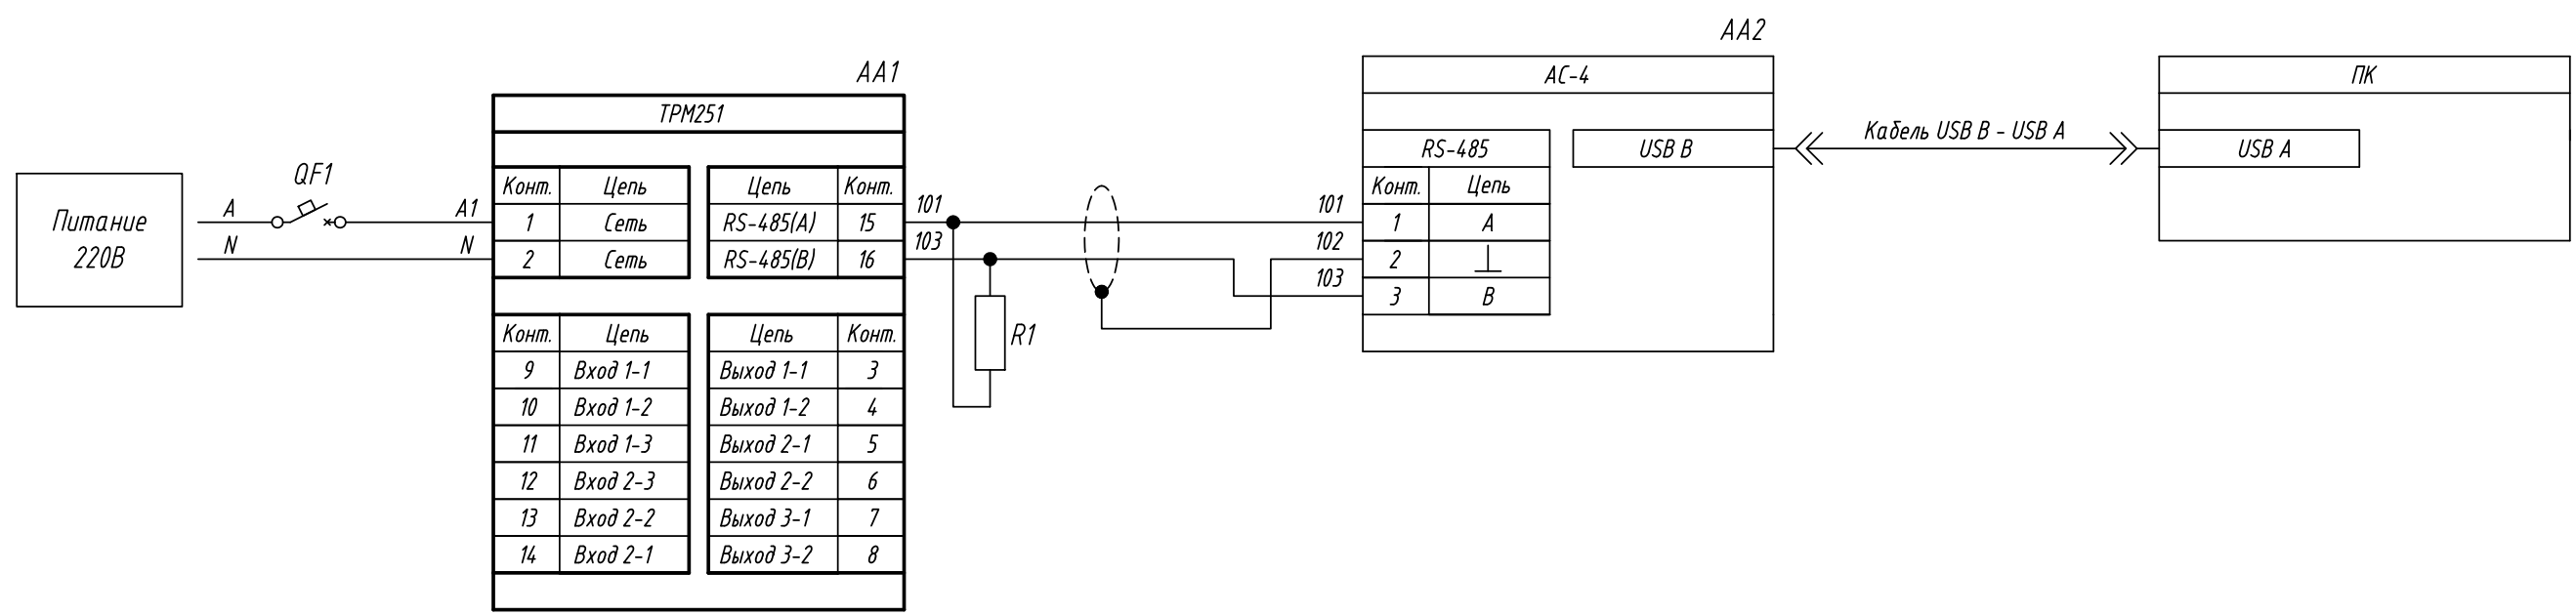 Питание
220В
A
N
QF1
A1
N
AA1
ТРМ251
Конт. Цепь Цепь Конт.
1 Сеть RS-485(A) 15
2 Сеть RS-485(B) 16
Конт. Цепь Цепь Конт.
9 Вход 1-1 Выход 1-1 3
10 Вход 1-2 Выход 1-2 4
11 Вход 1-3 Выход 2-1 5
12 Вход 2-3 Выход 2-2 6
13 Вход 2-2 Выход 3-1 7
14 Вход 2-1 Выход 3-2 8
101
103
R1
101
102
103
AA2
АС-4
RS-485 USB B
Конт. Цепь
1 A
2
3 B
Кабель USB B - USB A
ПК
USB A